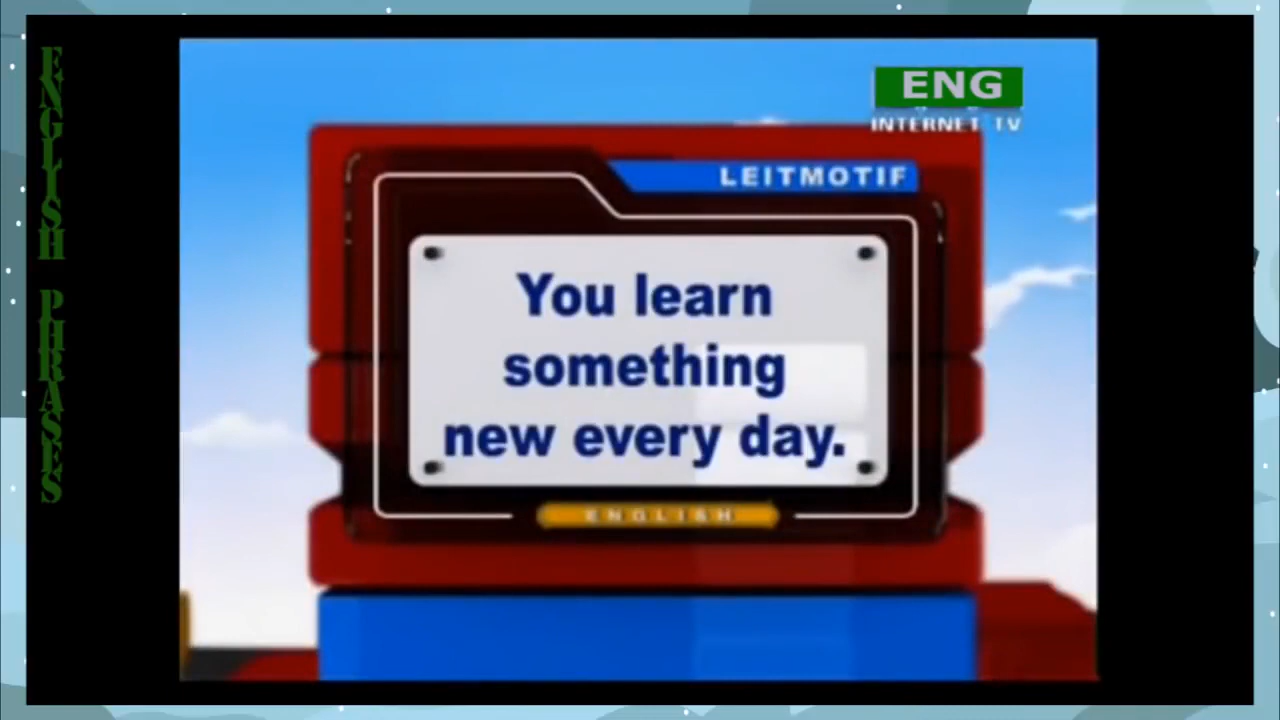 ENGLISH PHRASES
ENG
INTERNET TV
LEITMOTIF
You learn
something
new every day.
ENGLISH